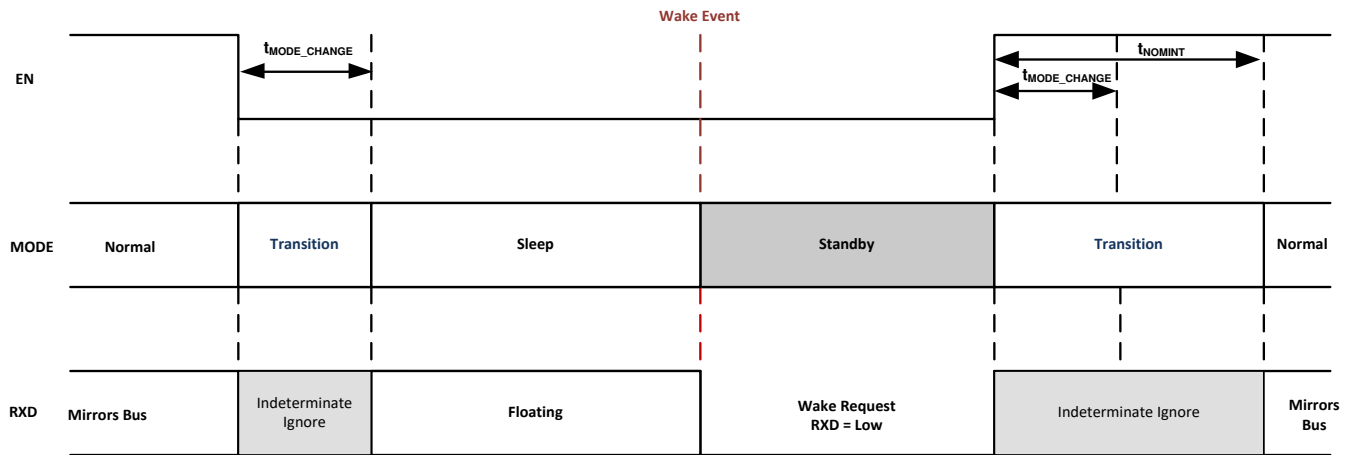 Wake Event
tMODE_CHANGE
tNOMINT
EN
tMODE_CHANGE
MODE
Normal
Transition
Sleep
Standby
Transition
Normal
RXD
Mirrors Bus
Indeterminate
Ignore
Floating
Wake Request
RXD = Low
Indeterminate Ignore
Mirrors
Bus